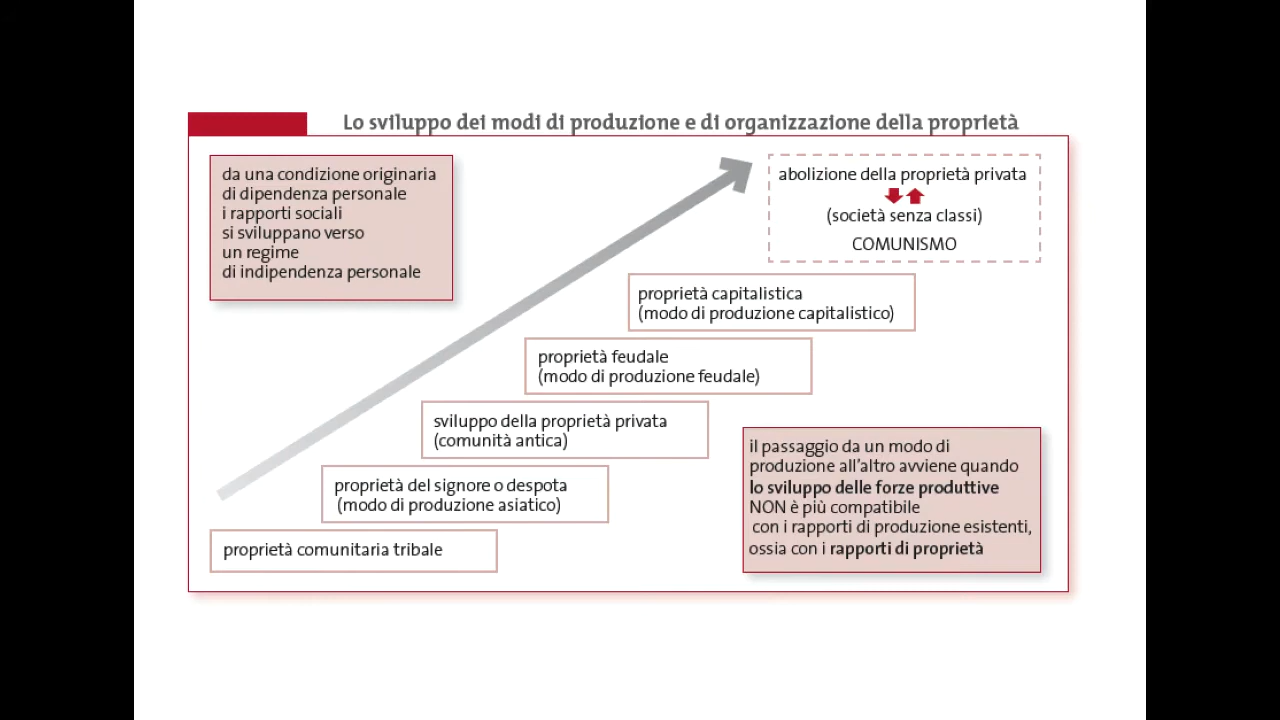 Lo sviluppo dei modi di produzione e di organizzazione della proprietà
da una condizione originaria
di dipendenza personale
i rapporti sociali
si sviluppano verso
un regime
di indipendenza personale
abolizione della proprietà privata
(società senza classi)
COMUNISMO
proprietà capitalistica
(modo di produzione capitalistico)
proprietà feudale
(modo di produzione feudale)
sviluppo della proprietà privata
(comunità antica)
proprietà del signore o despota
(modo di produzione asiatico)
proprietà comunitaria tribale
il passaggio da un modo di
produzione all'altro avviene quando
lo sviluppo delle forze produttive
NON è più compatibile
con i rapporti di produzione esistenti,
ossia con i rapporti di proprietà